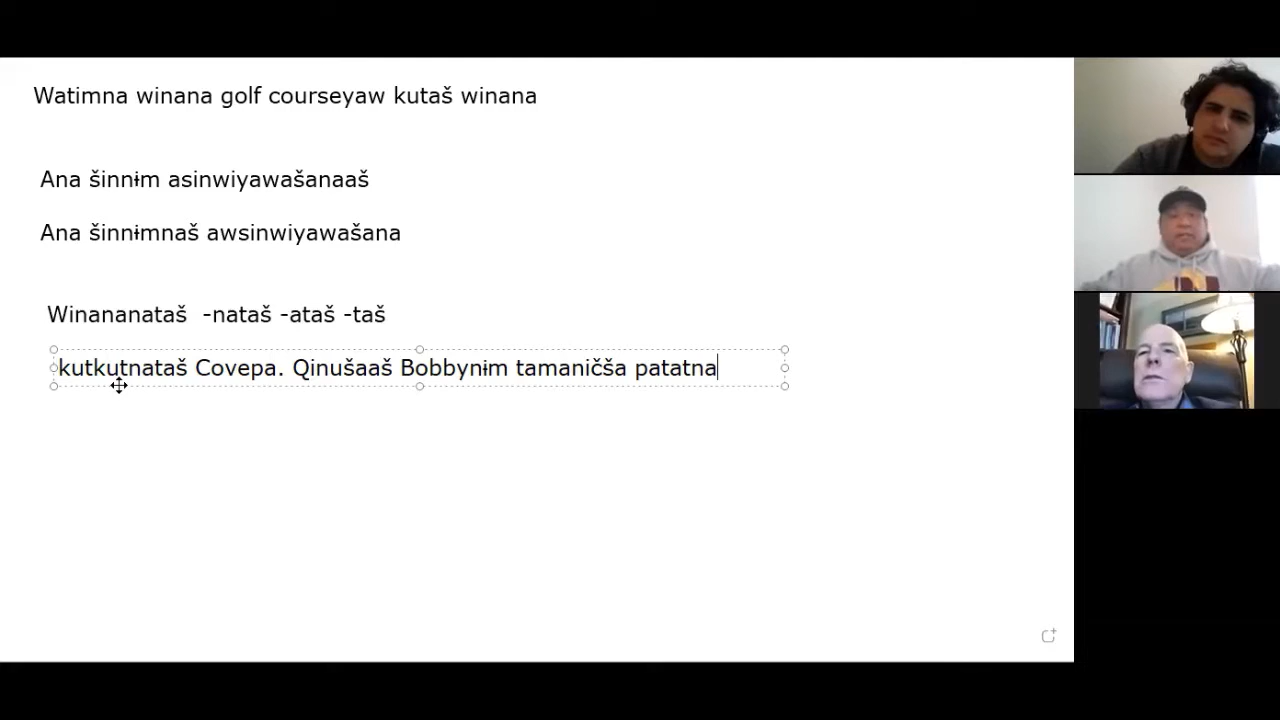 Watimna winana golf courseyaw kutaš winana
Ana šinnɨm asinwiyawašanaaš
Ana šinnɨmnaš awsinwiyawašana
Winananataš -nataš -ataš -taš
kutkutnataš Covepa. Qinušaaš Bobbynɨm tamaničša patatna